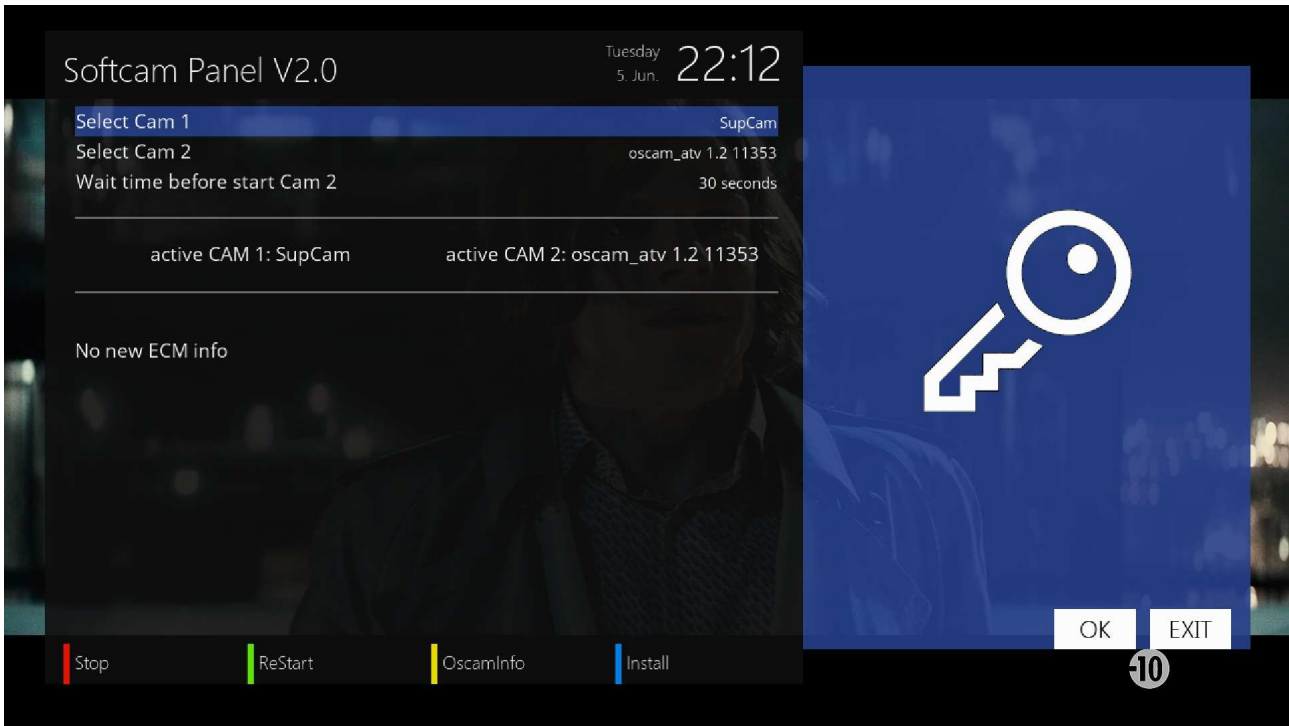 Softcam Panel V2.0
Tuesday
5. Jun.
22:12
Select Cam 1 SupCam
Select Cam 2 oscam_atv 1.2 11353
Wait time before start Cam 2 30 seconds
active CAM 1: SupCam active CAM 2: oscam_atv 1.2 11353
No new ECM info
OK EXIT
Stop ReStart OscamInfo Install
-10